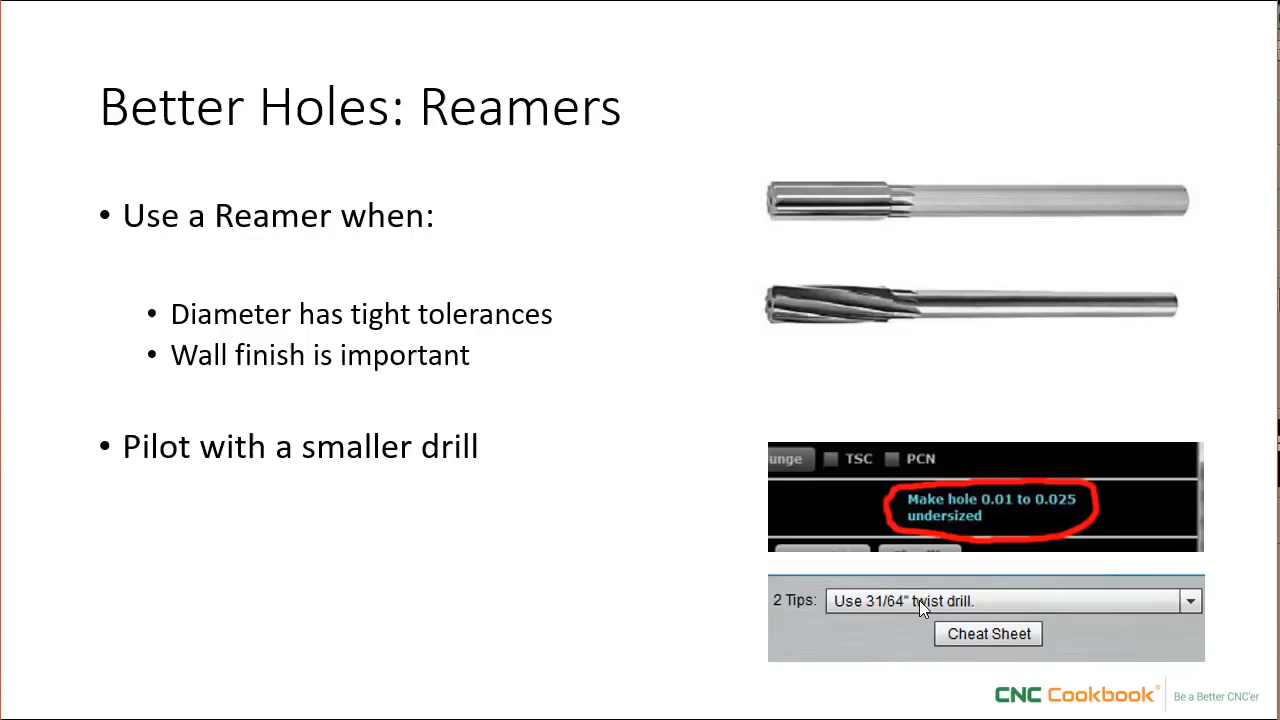 Better Holes: Reamers
• Use a Reamer when:
• Diameter has tight tolerances
• Wall finish is important
• Pilot with a smaller drill
unge TSC PCN
Make hole 0.01 to 0.025
undersized
2 Tips: Use 31/64" twist drill.
Cheat Sheet
CNC Cookbook® Be a Better CNC'er